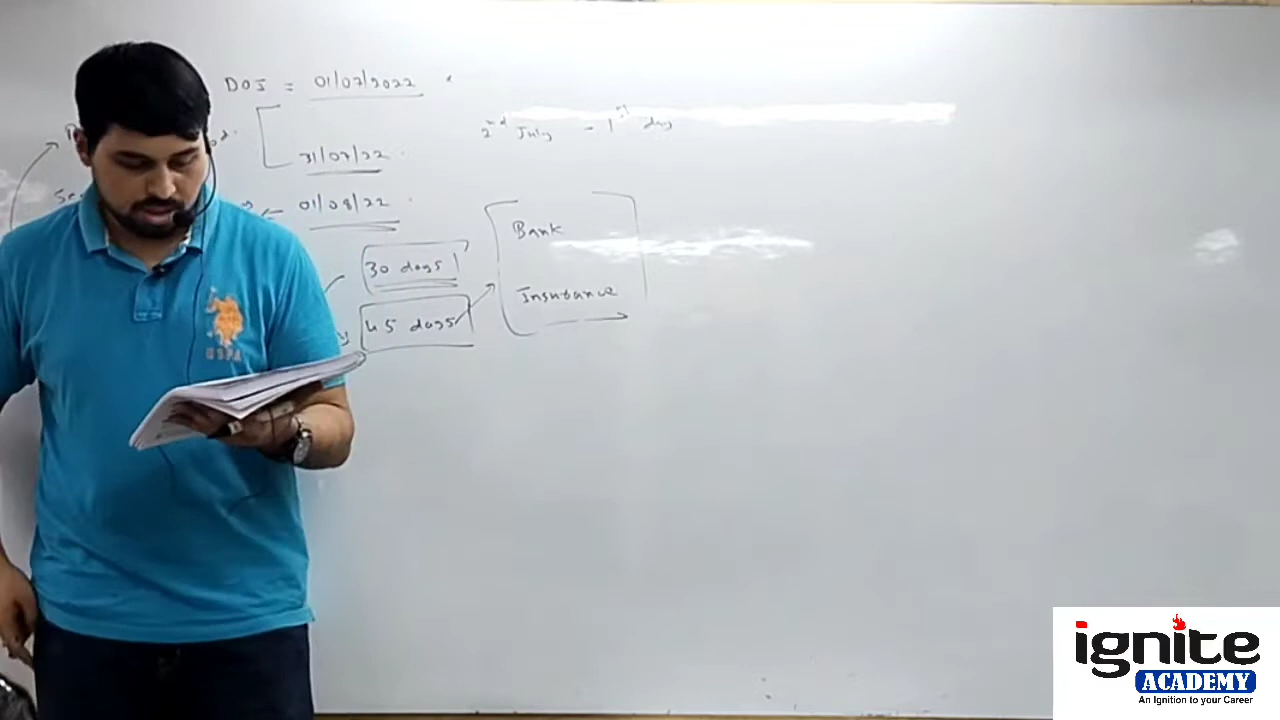 DOJ = 01/07/2022
2nd July - 1st day
31/07/22
01/08/22
Bank
30 days
Insurance
45 days
USPA
ignite
ACADEMY
An Ignition to your Career